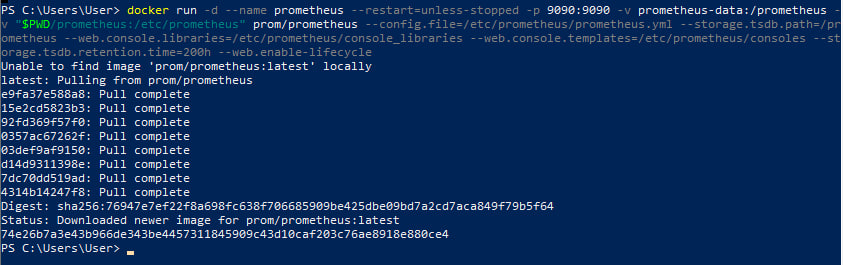 PS C:\Users\User> docker run -d --name prometheus --restart=unless-stopped -p 9090:9090 -v prometheus-data:/prometheus -
v "$PWD/prometheus:/etc/prometheus" prom/prometheus --config.file=/etc/prometheus/prometheus.yml --storage.tsdb.path=/pr
ometheus --web.console.libraries=/etc/prometheus/console_libraries --web.console.templates=/etc/prometheus/consoles --st
orage.tsdb.retention.time=200h --web.enable-lifecycle
Unable to find image 'prom/prometheus:latest' locally
latest: Pulling from prom/prometheus
e9fa37e588a8: Pull complete
15e2cd5823b3: Pull complete
92fd369f57f0: Pull complete
0357ac67262f: Pull complete
03def9af9150: Pull complete
d14d9311398e: Pull complete
7dc70dd519ad: Pull complete
4314b14247f8: Pull complete
Digest: sha256:76947e7ef22f8a698fc638f706685909be425dbe09bd7a2cd7aca849f79b5f64
Status: Downloaded newer image for prom/prometheus:latest
74e26b7a3e43b966de343be4457311845909c43d10caf203c76ae8918e880ce4
PS C:\Users\User>